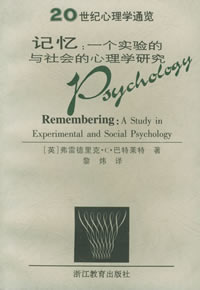 20世纪心理学通览
记忆:一个实验的
与社会的心理学研究
Psychology
Remembering: A Study in
Experimental and Social Psychology
[英]弗雷德里克·C·巴特莱特 著
黎炜 译
浙江教育出版社